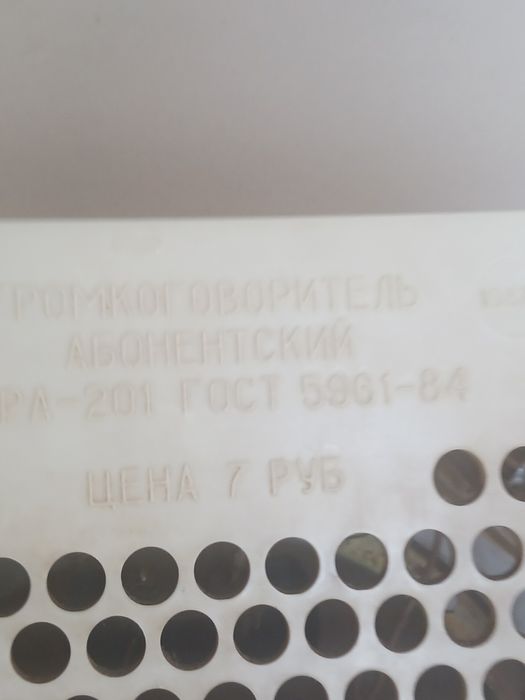 ГРОМКОГОВОРИТЕЛЬ
АБОНЕНТСКИЙ
РА-201 ГОСТ 5961-84
ЦЕНА 7 РУБ